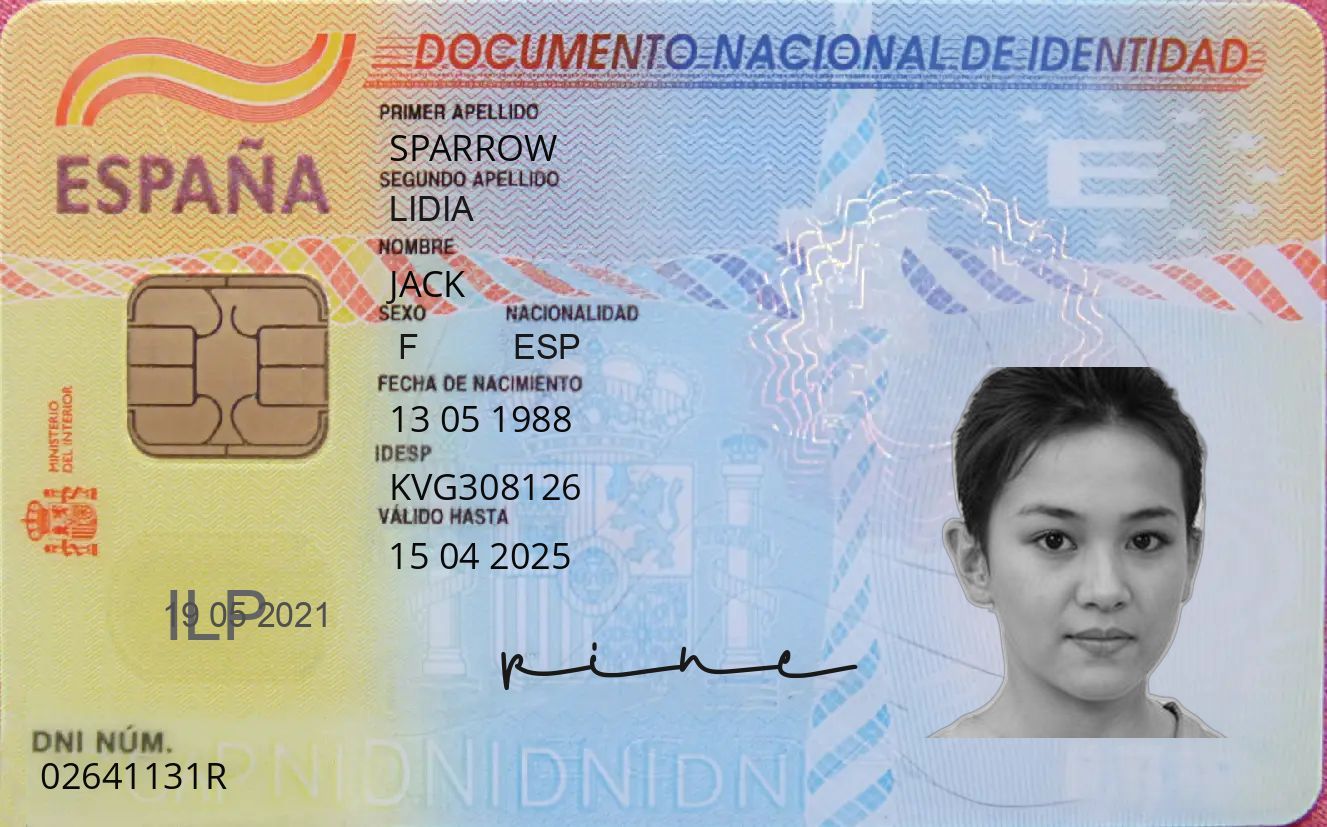 DOCUMENTO NACIONAL DE IDENTIDAD
ESPAÑA
PRIMER APELLIDO
SPARROW
SEGUNDO APELLIDO
LIDIA
NOMBRE
JACK
SEXO NACIONALIDAD
F ESP
FECHA DE NACIMIENTO
13 05 1988
IDESP
KVG308126
VÁLIDO HASTA
15 04 2025
MINISTERIO
DEL INTERIOR
E
ILP
19 05 2021
DNI NÚM.
02641131R
DNIDNIDNIDNI